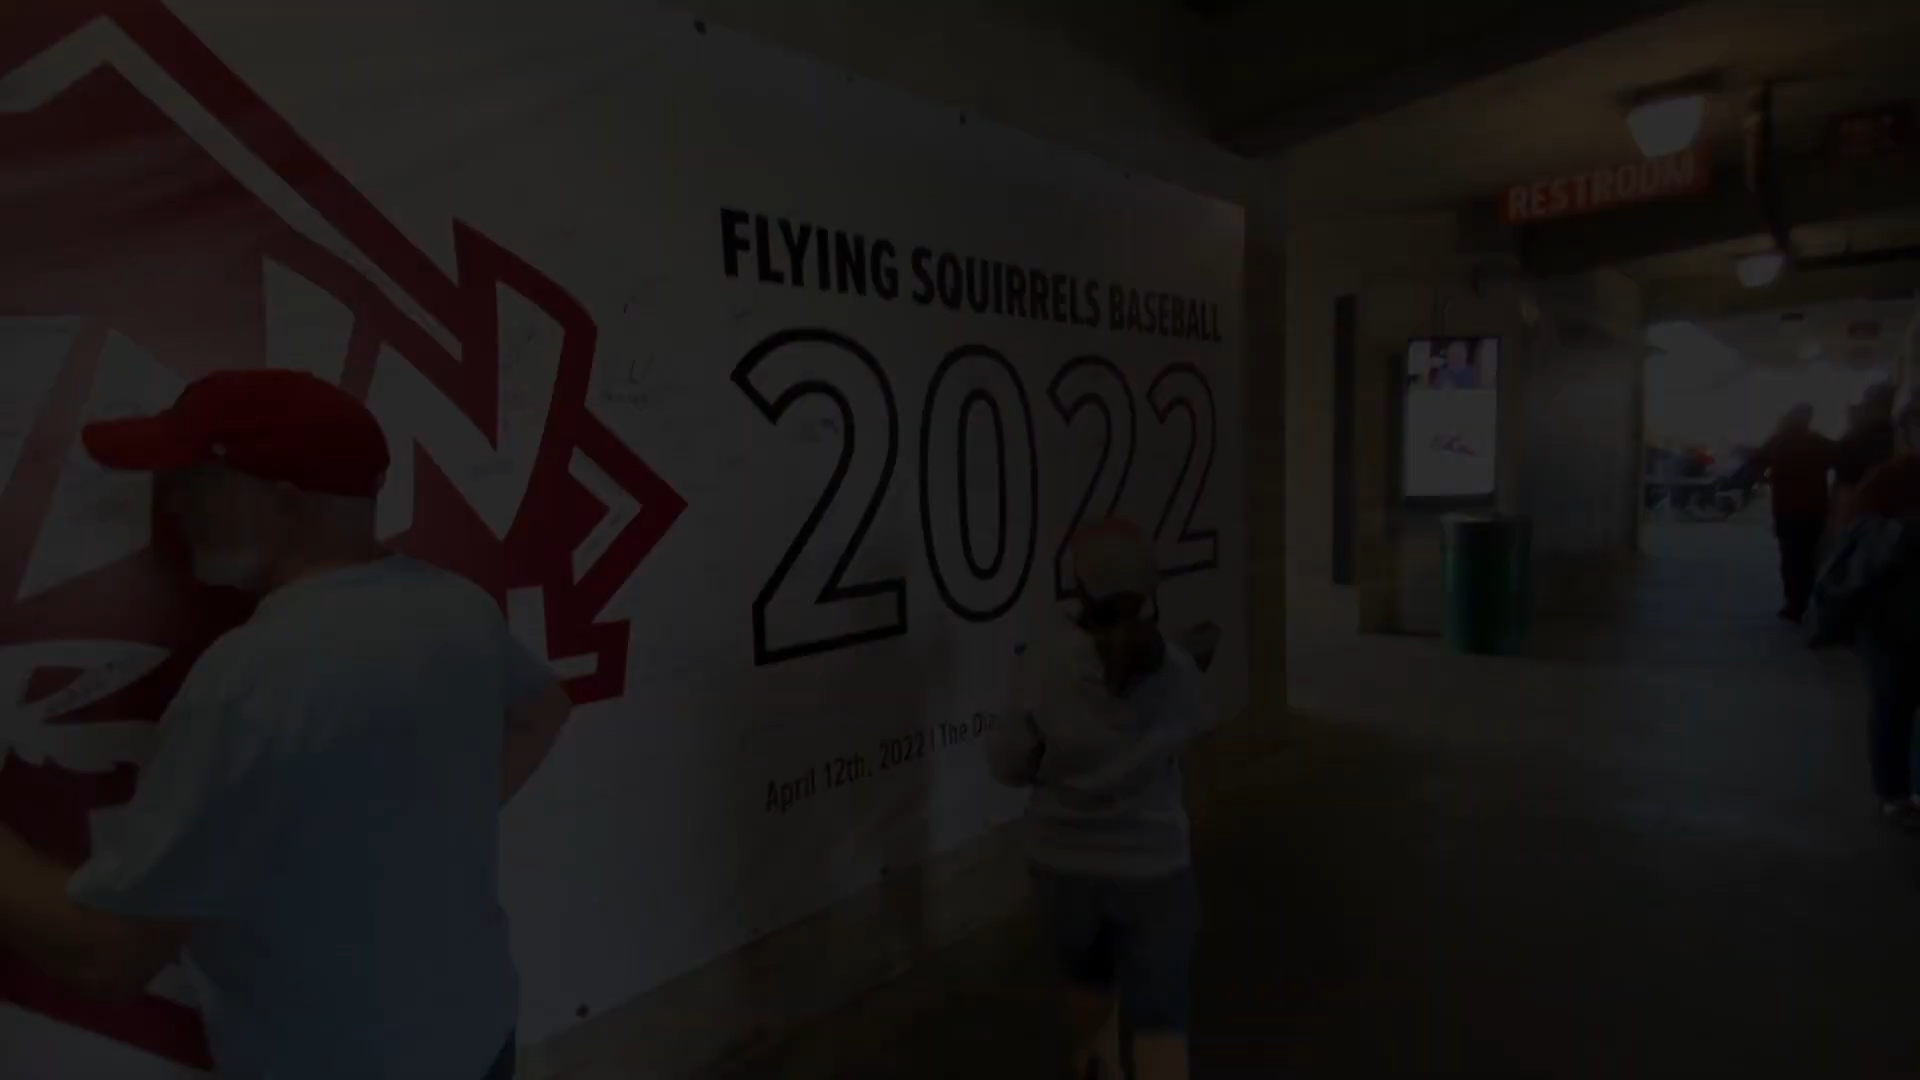 FLYING SQUIRRELS BASEBALL
2022
April 12th, 2022 | The
RESTROOM